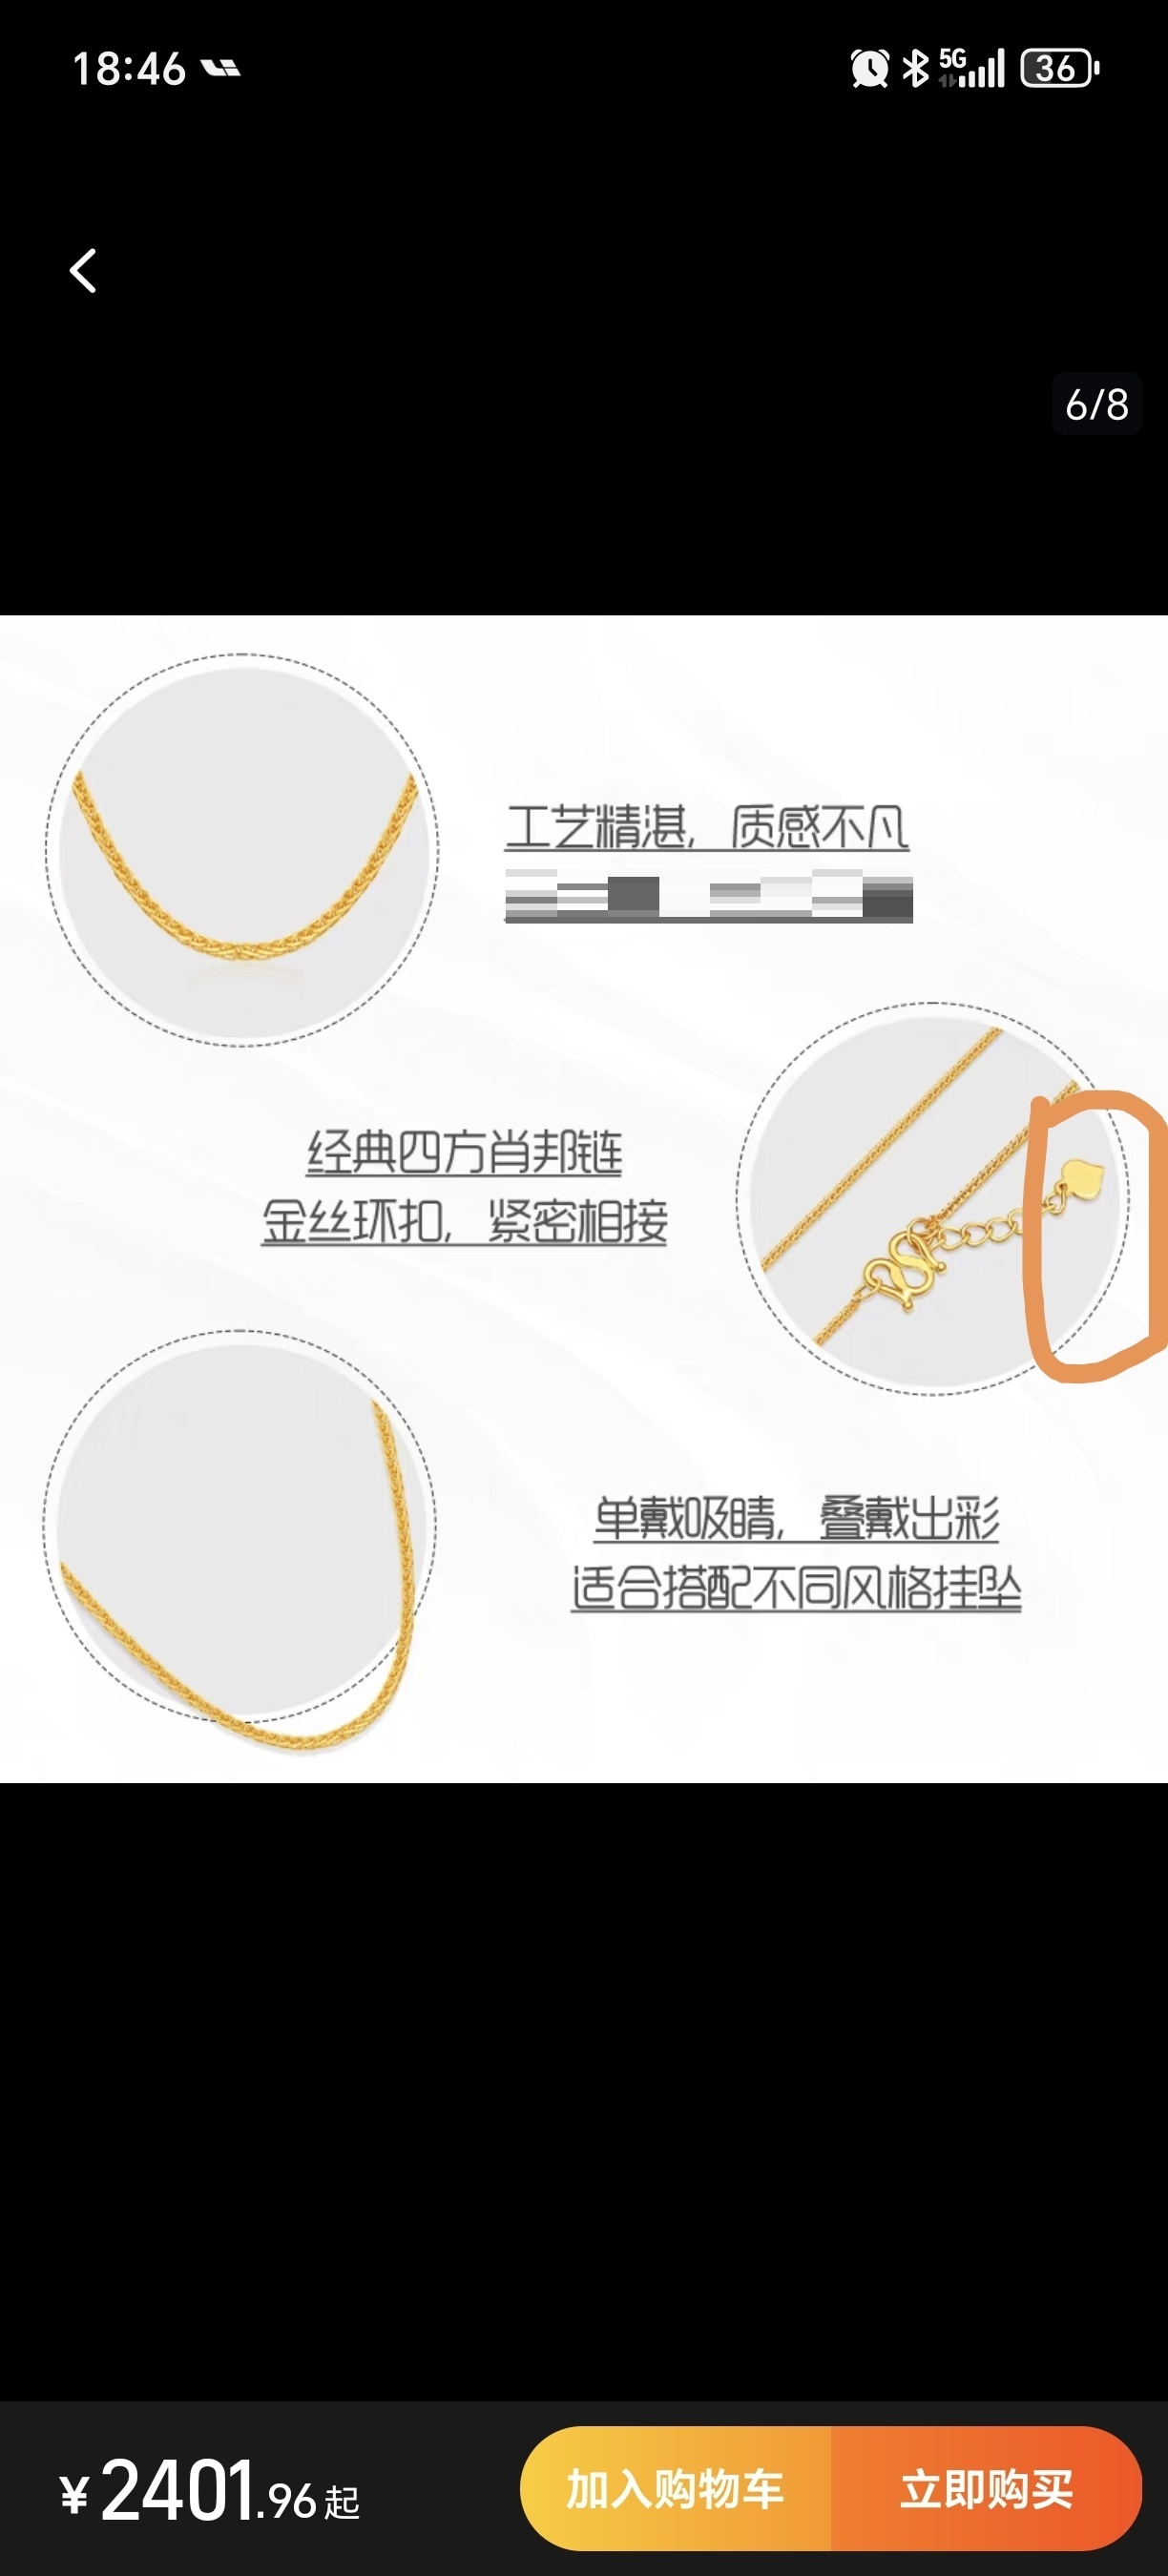 18:46
5G
36
6/8
工艺精湛，质感不凡
经典四方肖邦链
金丝环扣，紧密相接
单戴吸睛，叠戴出彩
适合搭配不同风格挂坠
¥2401.96起
加入购物车
立即购买